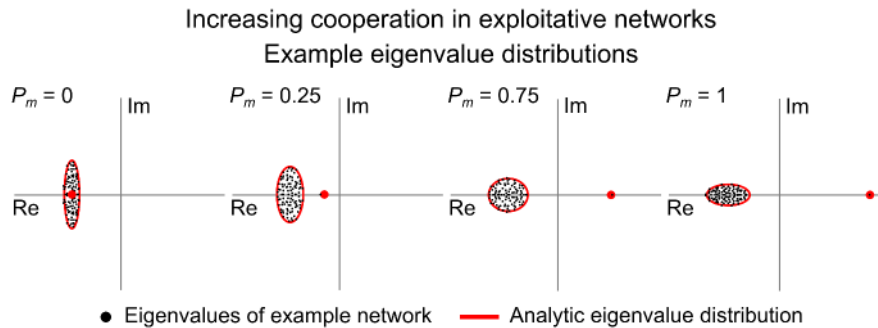 Increasing cooperation in exploitative networks
Example eigenvalue distributions
Pm = 0
Im
Pm = 0.25
Im
Pm = 0.75
Im
Pm = 1
Im
Re
Re
Re
Re
Eigenvalues of example network
Analytic eigenvalue distribution